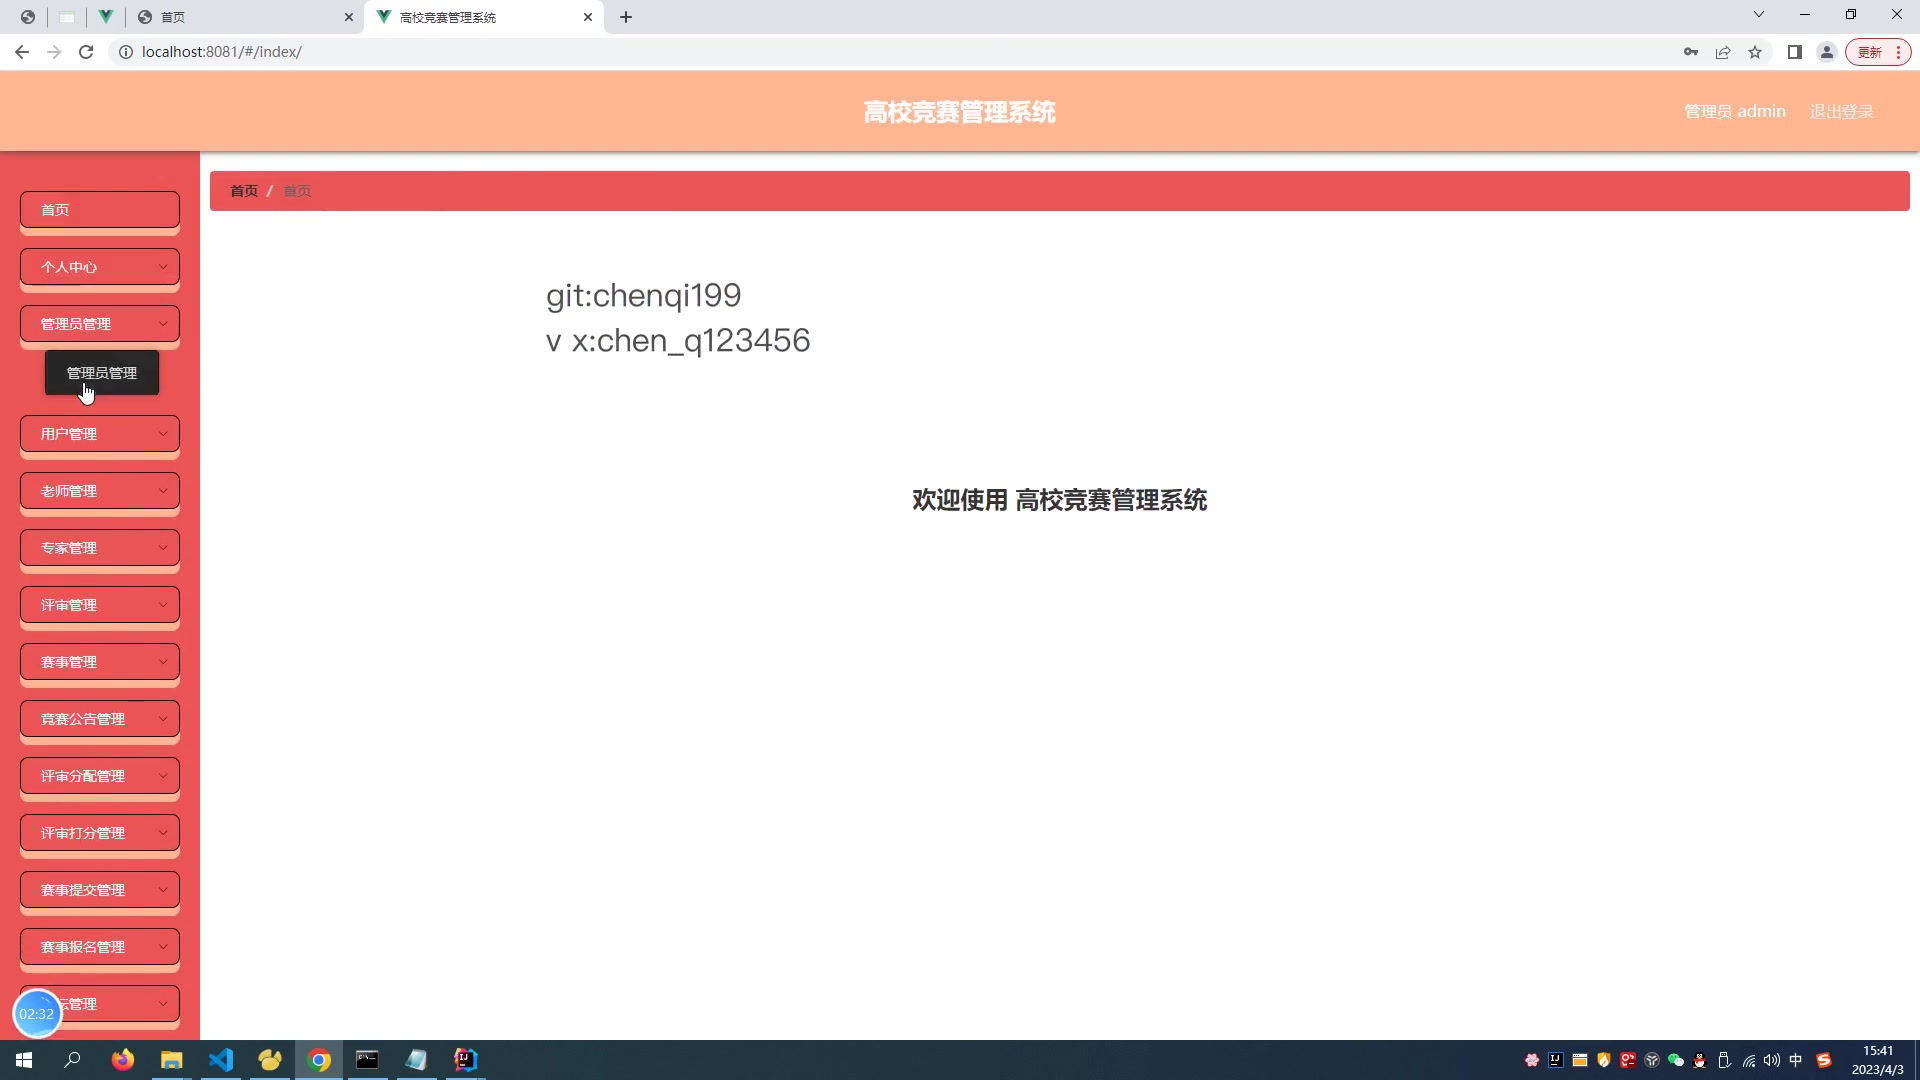 首页
高校竞赛管理系统
localhost:8081/#/index/
更新
高校竞赛管理系统
管理员 admin
退出登录
首页 / 首页
首页
个人中心
管理员管理
管理员管理
用户管理
老师管理
专家管理
评审管理
赛事管理
竞赛公告管理
评审分配管理
评审打分管理
赛事提交管理
赛事报名管理
坛管理
02:32
git:chenqi199
v x:chen_q123456
欢迎使用 高校竞赛管理系统
中
15:41
2023/4/3